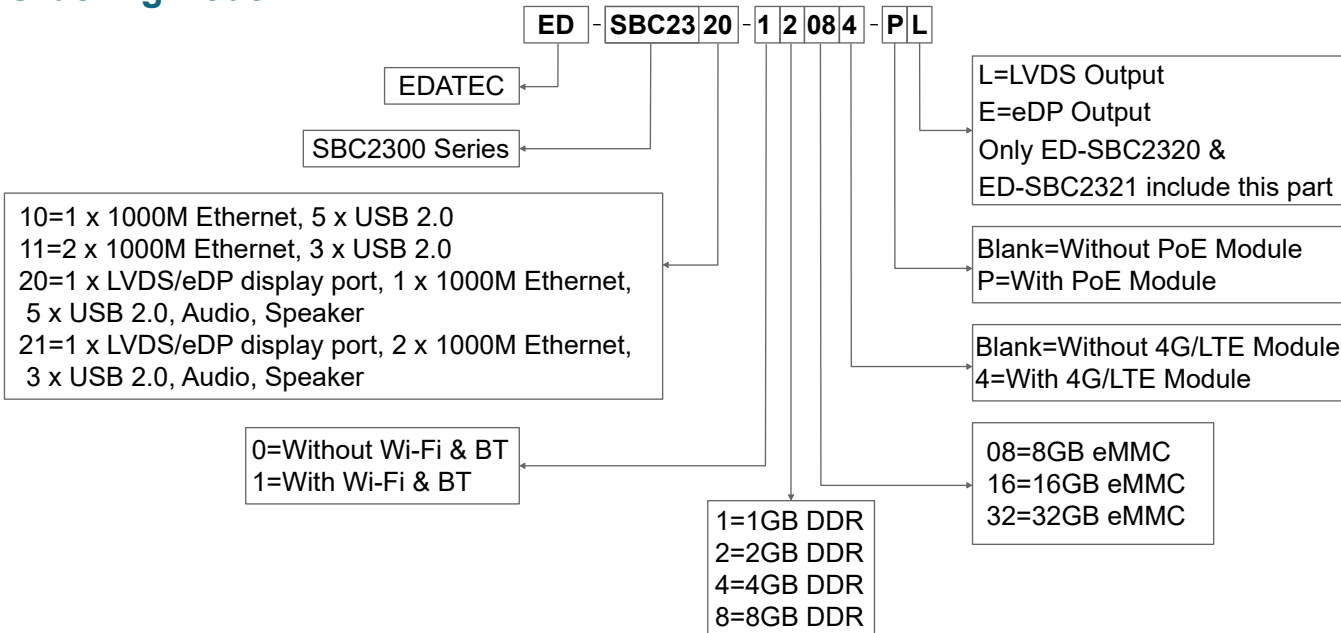 ED - SBC23 20 - 1 2 08 4 - P L
EDATEC
SBC2300 Series
10=1 x 1000M Ethernet, 5 x USB 2.0
11=2 x 1000M Ethernet, 3 x USB 2.0
20=1 x LVDS/eDP display port, 1 x 1000M Ethernet,
5 x USB 2.0, Audio, Speaker
21=1 x LVDS/eDP display port, 2 x 1000M Ethernet,
3 x USB 2.0, Audio, Speaker
0=Without Wi-Fi & BT
1=With Wi-Fi & BT
1=1GB DDR
2=2GB DDR
4=4GB DDR
8=8GB DDR
L=LVDS Output
E=eDP Output
Only ED-SBC2320 &
ED-SBC2321 include this part
Blank=Without PoE Module
P=With PoE Module
Blank=Without 4G/LTE Module
4=With 4G/LTE Module
08=8GB eMMC
16=16GB eMMC
32=32GB eMMC